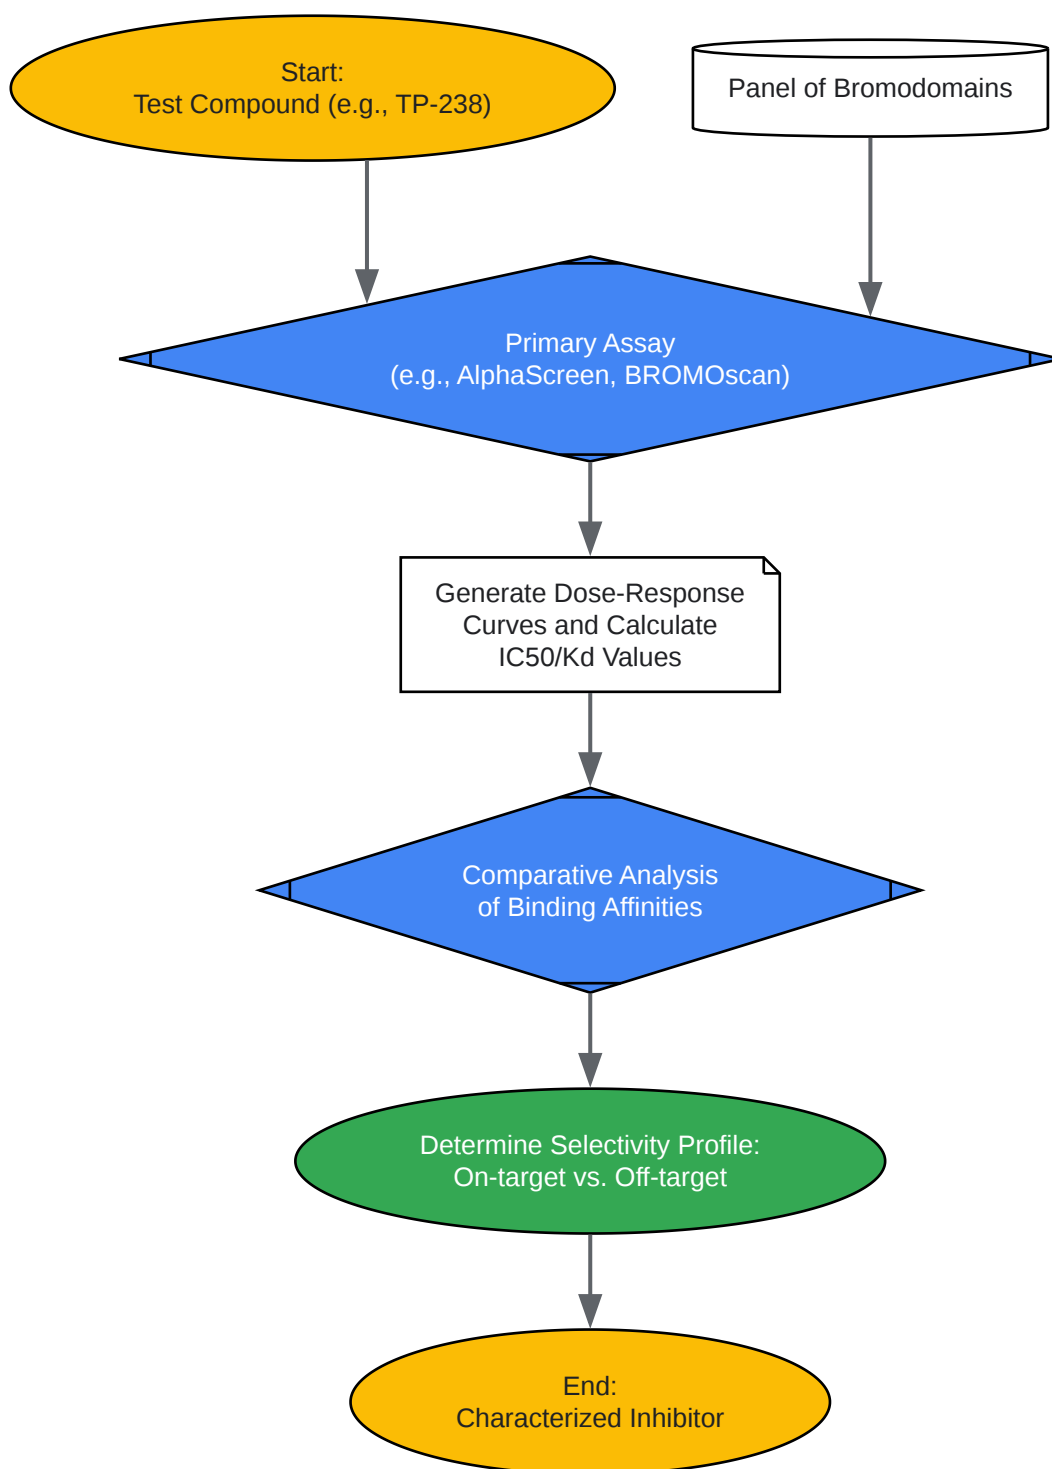 Start:
Test Compound (e.g., TP-238)
Panel of Bromodomains
Primary Assay
(e.g., AlphaScreen, BROMOscan)
Generate Dose-Response
Curves and Calculate
IC50/Kd Values
Comparative Analysis
of Binding Affinities
Determine Selectivity Profile:
On-target vs. Off-target
End:
Characterized Inhibitor